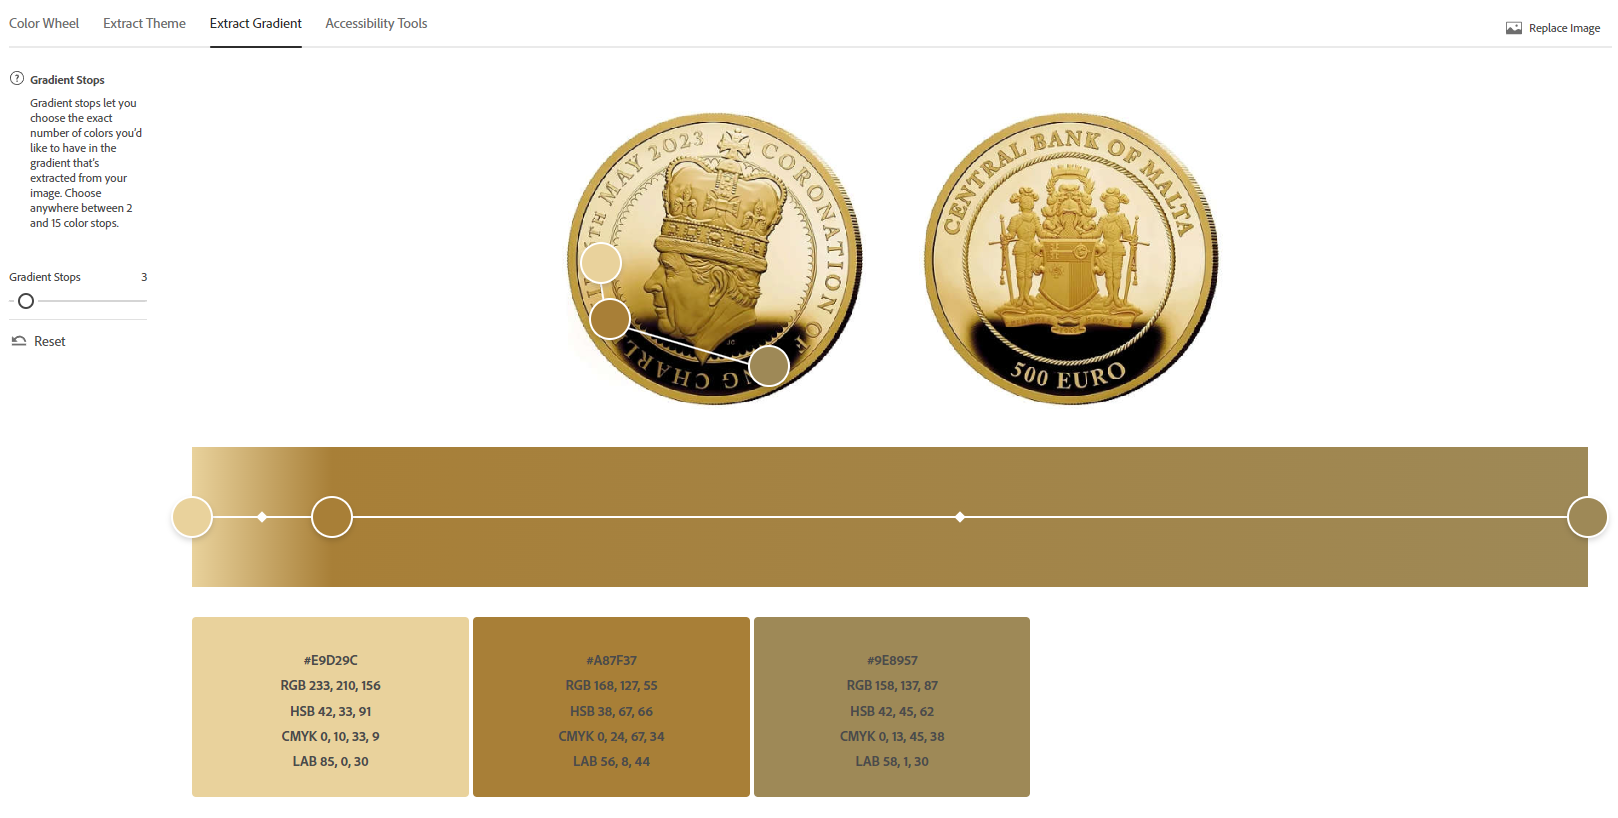 Color Wheel
Extract Theme
Extract Gradient
Accessibility Tools
Replace Image
Gradient Stops
Gradient stops let you
choose the exact
number of colors you'd
like to have in the
gradient that's
extracted from your
image. Choose
anywhere between 2
and 15 color stops.
Gradient Stops 3
Reset
TH MAY 2023 CORONATION OF
NG CHARL
CENTRAL BANK OF MALTA
500 EURO
#E9D29C
RGB 233, 210, 156
HSB 42, 33, 91
CMYK 0, 10, 33, 9
LAB 85, 0, 30
#A87F37
RGB 168, 127, 55
HSB 38, 67, 66
CMYK 0, 24, 67, 34
LAB 56, 8, 44
#9E8957
RGB 158, 137, 87
HSB 42, 45, 62
CMYK 0, 13, 45, 38
LAB 58, 1, 30